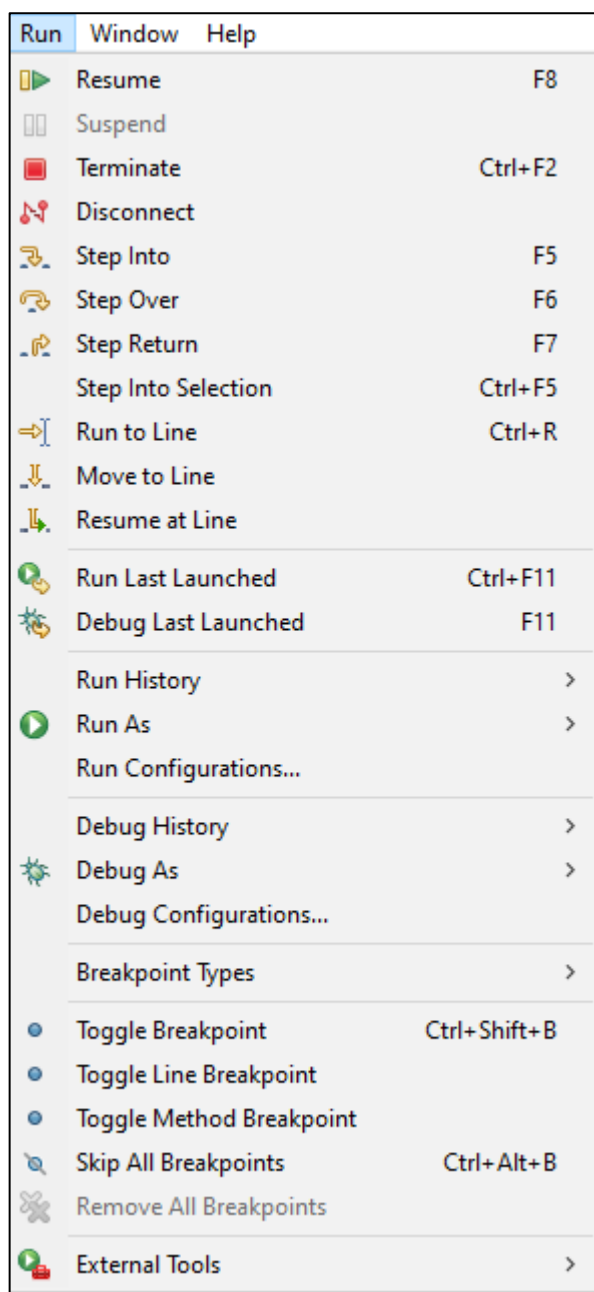 Run Window Help
Resume F8
Suspend
Terminate Ctrl+F2
Disconnect
Step Into F5
Step Over F6
Step Return F7
Step Into Selection Ctrl+F5
Run to Line Ctrl+R
Move to Line
Resume at Line
Run Last Launched Ctrl+F11
Debug Last Launched F11
Run History
Run As
Run Configurations...
Debug History
Debug As
Debug Configurations...
Breakpoint Types
Toggle Breakpoint Ctrl+Shift+B
Toggle Line Breakpoint
Toggle Method Breakpoint
Skip All Breakpoints Ctrl+Alt+B
Remove All Breakpoints
External Tools